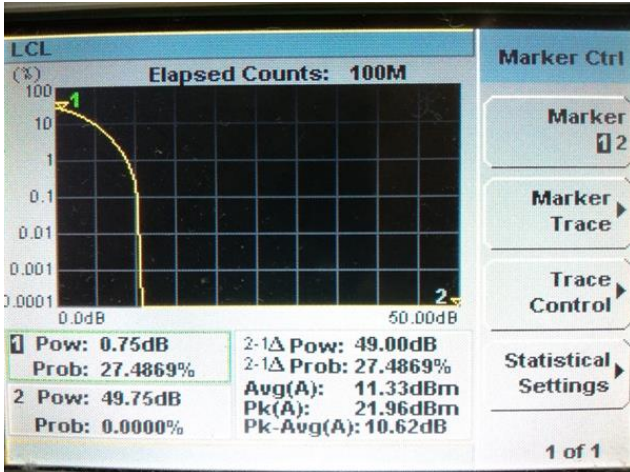 LCL
(%) Elapsed Counts: 100M
100
10
1
0.1
0.01
0.001
0.0001
1
2
0.0dB 50.00dB
1 Pow: 0.75dB
Prob: 27.4869%
2 Pow: 49.75dB
Prob: 0.0000%
2-1Δ Pow: 49.00dB
2-1Δ Prob: 27.4869%
Avg(A): 11.33dBm
Pk(A): 21.96dBm
Pk-Avg(A): 10.62dB
Marker Ctrl
Marker
1 2
Marker
Trace
Trace
Control
Statistical
Settings
1 of 1